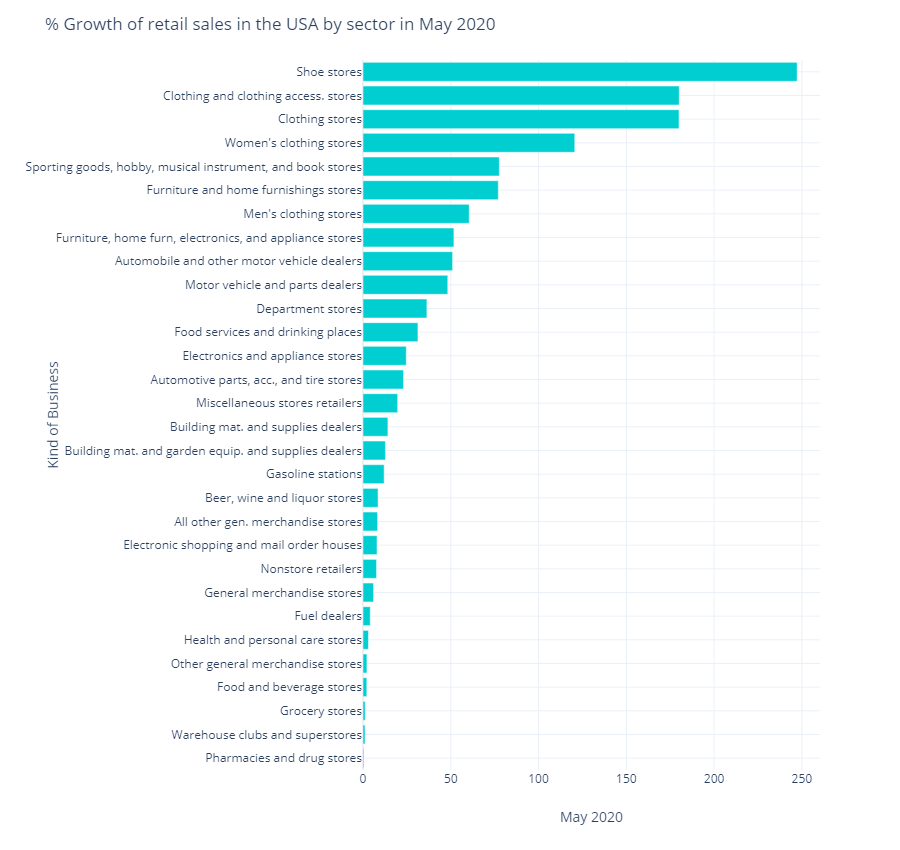 % Growth of retail sales in the USA by sector in May 2020
Shoe stores
Clothing and clothing access. stores
Clothing stores
Women's clothing stores
Sporting goods, hobby, musical instrument, and book stores
Furniture and home furnishings stores
Men's clothing stores
Furniture, home furn, electronics, and appliance stores
Automobile and other motor vehicle dealers
Motor vehicle and parts dealers
Department stores
Food services and drinking places
Electronics and appliance stores
Automotive parts, acc., and tire stores
Miscellaneous stores retailers
Building mat. and supplies dealers
Building mat. and garden equip. and supplies dealers
Gasoline stations
Beer, wine and liquor stores
All other gen. merchandise stores
Electronic shopping and mail order houses
Nonstore retailers
General merchandise stores
Fuel dealers
Health and personal care stores
Other general merchandise stores
Food and beverage stores
Grocery stores
Warehouse clubs and superstores
Pharmacies and drug stores
Kind of Business
0 50 100 150 200 250
May 2020